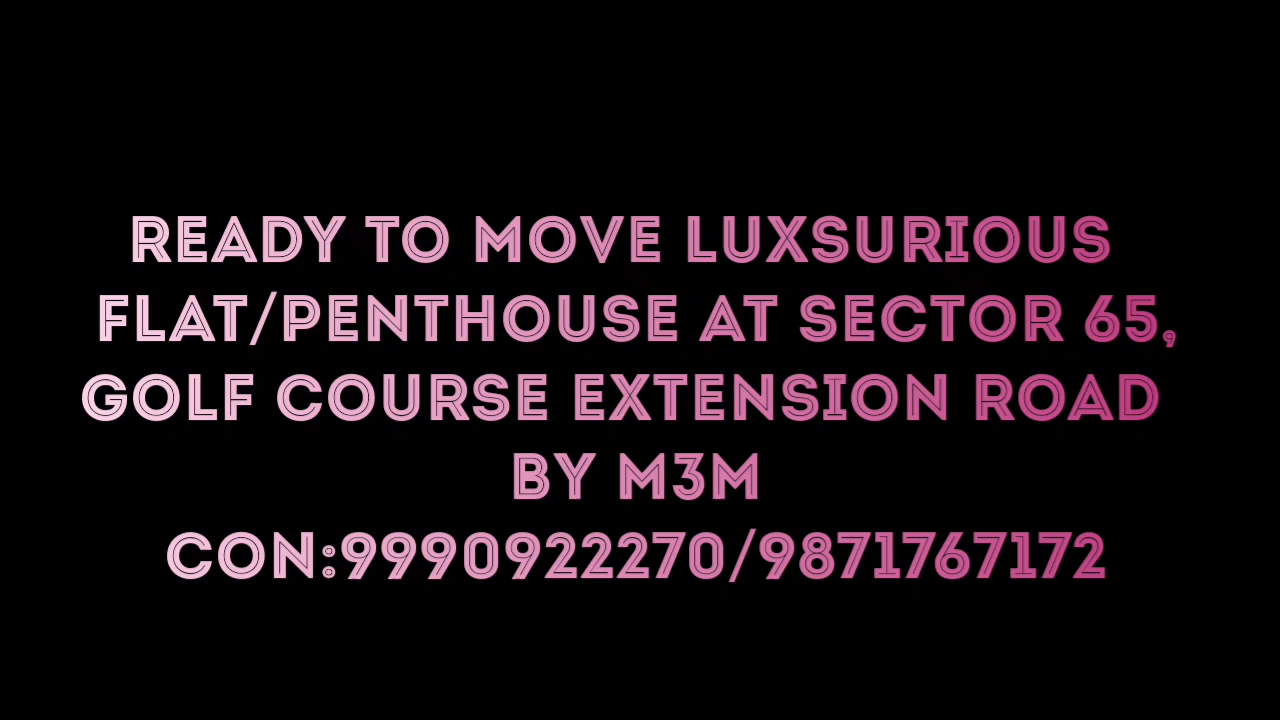 READY TO MOVE LUXSURIOUS
FLAT/PENTHOUSE AT SECTOR 65,
GOLF COURSE EXTENSION ROAD
BY M3M
CON:9990922270/9871767172